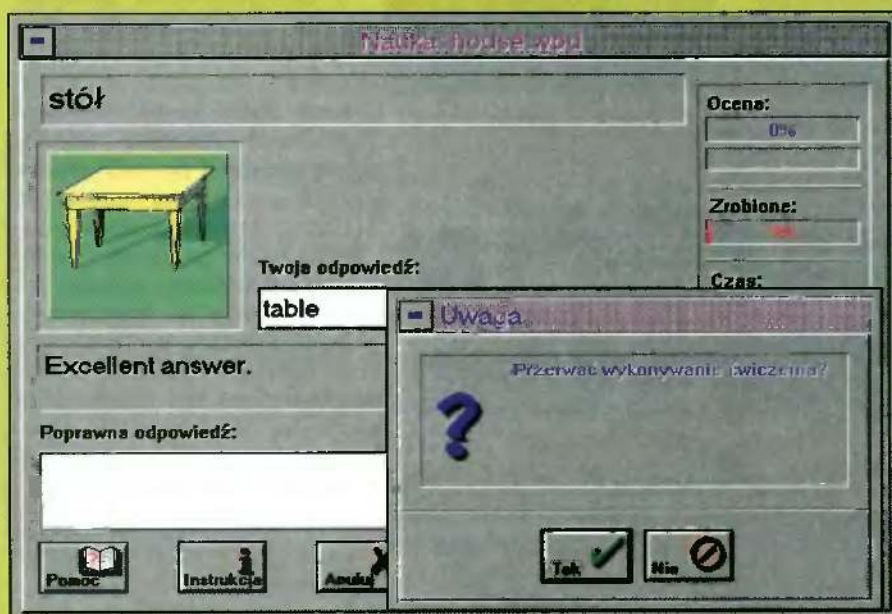 Nauka: house.wpd
stół
Ocena:
0%
Zrobione:
Czas:
Twoja odpowiedź:
table
Excellent answer.
Poprawna odpowiedź:
Pomoc
Instrukcja
Anuluj
Uwaga
Przerwać wykonywanie ćwiczenia?
?
Tak
Nie